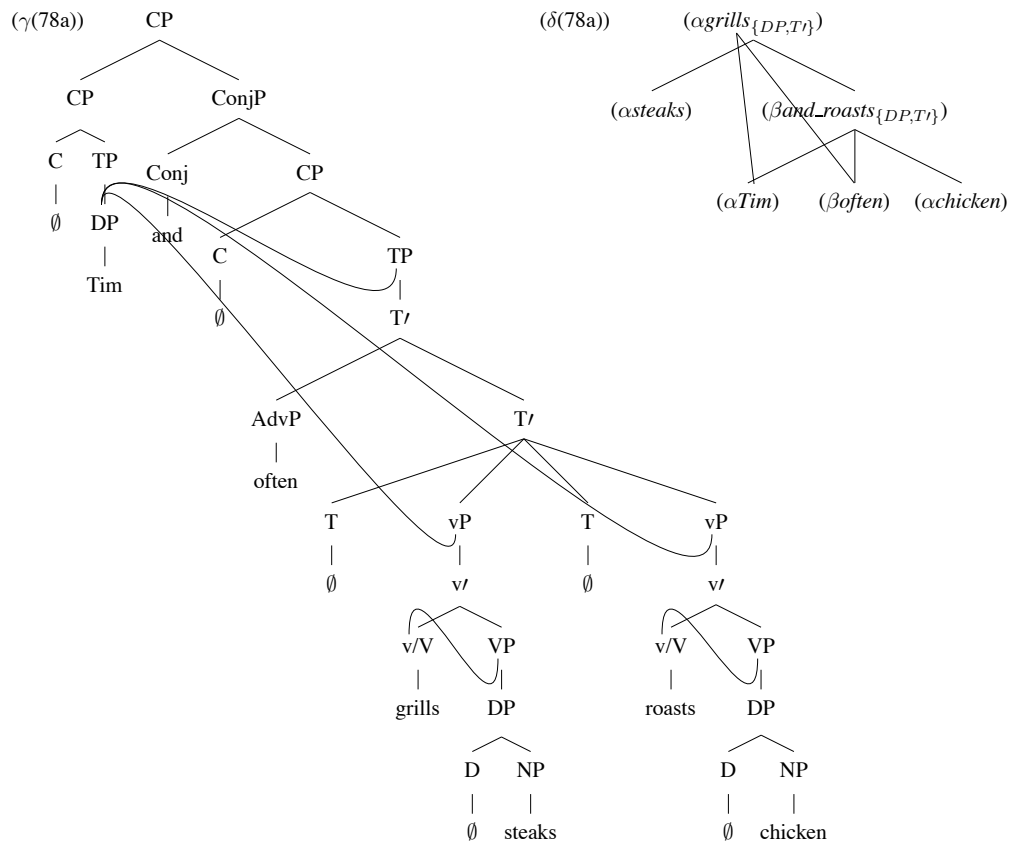 (γ(78a)) CP (δ(78a)) (αgrills{DP,T′})
CP ConjP (αsteaks) (βand_roasts{DP,T′})
C TP Conj CP
∅ DP and (αTim) (βoften) (αchicken)
Tim C TP
∅ T′
AdvP T′
often
T vP T vP
∅ v′ ∅ v′
v/V VP v/V VP
grills DP roasts DP
D NP D NP
∅ steaks ∅ chicken